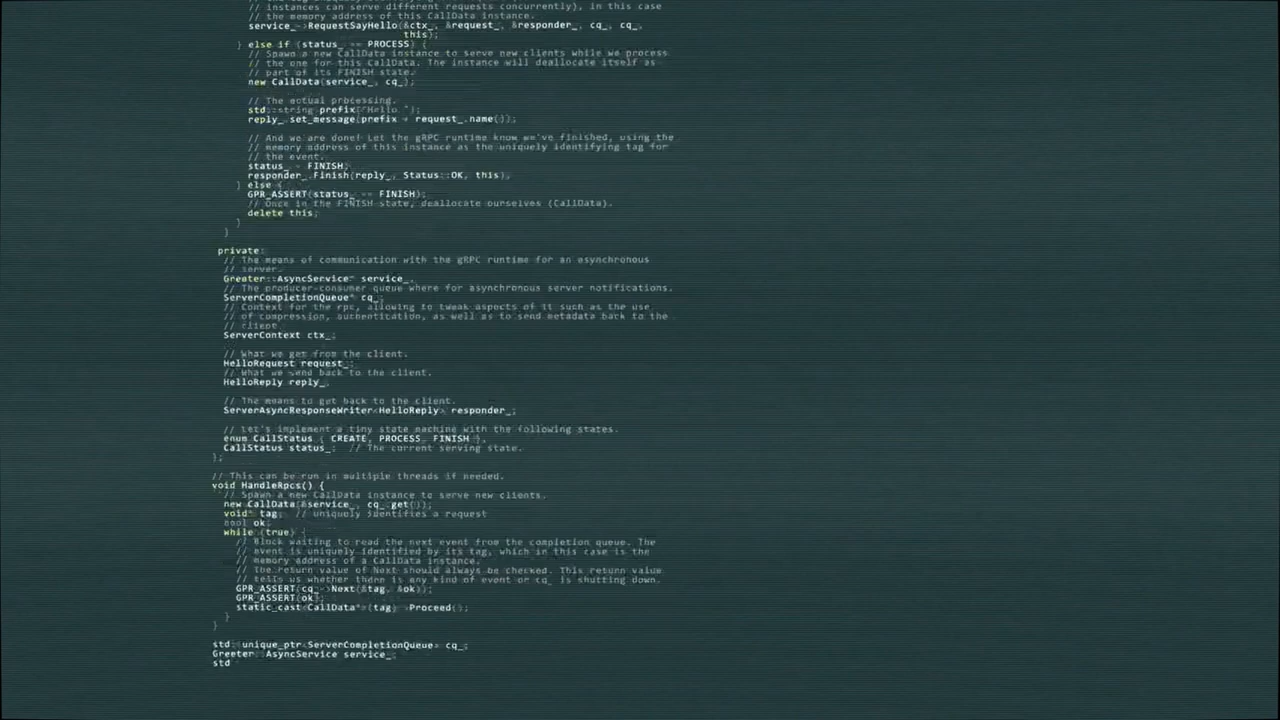 // instances can serve different requests concurrently), in this case
// the memory address of this CallData instance.
service_->RequestSayHello(&ctx_, &request_, &responder_, cq_, cq_,
this);
} else if (status_ == PROCESS) {
// Spawn a new CallData instance to serve new clients while we process
// the one for this CallData. The instance will deallocate itself as
// part of its FINISH state.
new CallData(service_, cq_);
// The actual processing.
std::string prefix("Hello ");
reply_.set_message(prefix + request_.name());
// And we are done! Let the gRPC runtime know we've finished, using the
// memory address of this instance as the uniquely identifying tag for
// the event.
status_ = FINISH;
responder_.Finish(reply_, Status::OK, this);
} else {
GPR_ASSERT(status_ == FINISH);
// Once in the FINISH state, deallocate ourselves (CallData).
delete this;
}
}
private:
// The means of communication with the gRPC runtime for an asynchronous
// server.
Greeter::AsyncService* service_;
// The producer-consumer queue where for asynchronous server notifications.
ServerCompletionQueue* cq_;
// Context for the rpc, allowing to tweak aspects of it such as the use
// of compression, authentication, as well as to send metadata back to the
// client.
ServerContext ctx_;
// What we get from the client.
HelloRequest request_;
// What we send back to the client.
HelloReply reply_;
// The means to get back to the client.
ServerAsyncResponseWriter<HelloReply> responder_;
// Let's implement a tiny state machine with the following states.
enum CallStatus { CREATE, PROCESS, FINISH };
CallStatus status_; // The current serving state.
};
// This can be run in multiple threads if needed.
void HandleRpcs() {
// Spawn a new CallData instance to serve new clients.
new CallData(&service_, cq_.get());
void* tag; // uniquely identifies a request
bool ok;
while (true) {
// Block waiting to read the next event from the completion queue. The
// event is uniquely identified by its tag, which in this case is the
// memory address of a CallData instance.
// The return value of Next should always be checked. This return value
// tells us whether there is any kind of event or cq_ is shutting down.
GPR_ASSERT(cq_->Next(&tag, &ok));
GPR_ASSERT(ok);
static_cast<CallData*>(tag)->Proceed();
}
}
std::unique_ptr<ServerCompletionQueue> cq_;
Greeter::AsyncService service_;
std